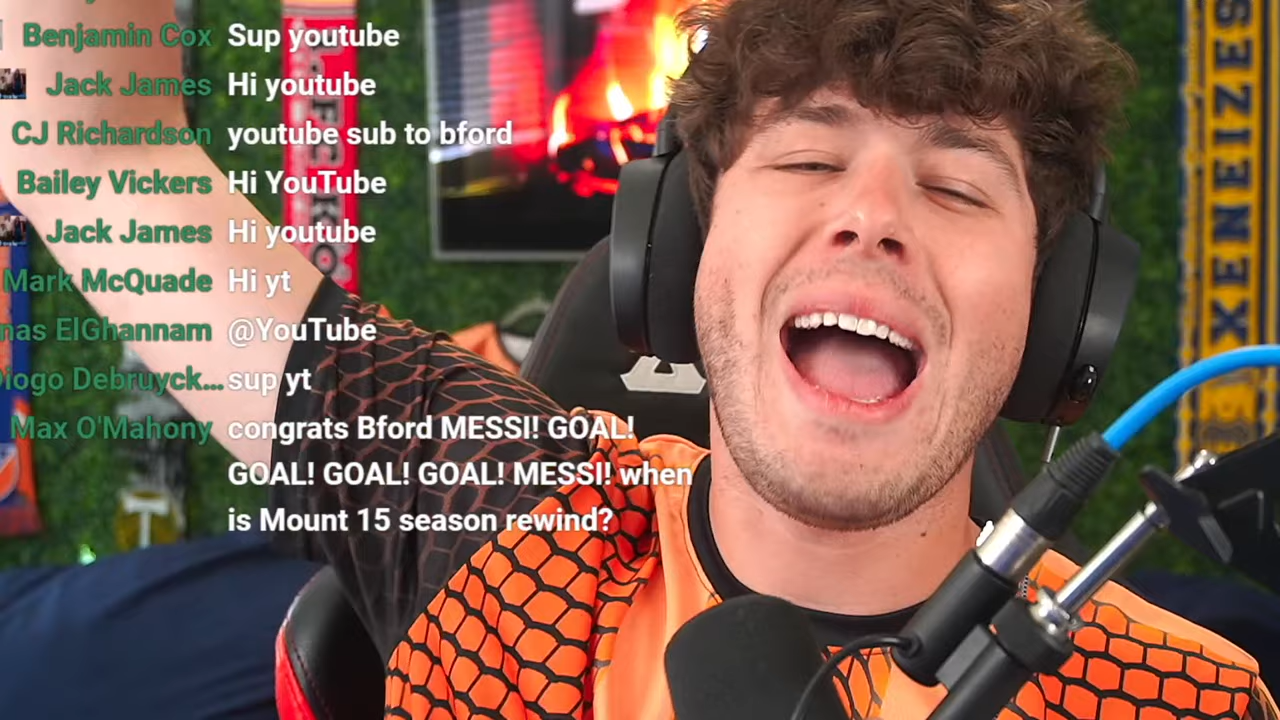 Benjamin Cox Sup youtube
Jack James Hi youtube
CJ Richardson youtube sub to bford
Bailey Vickers Hi YouTube
Jack James Hi youtube
Mark McQuade Hi yt
ElGhannam @YouTube
Debruyck... sup yt
Max O'Mahony congrats Bford MESSI! GOAL!
GOAL! GOAL! GOAL! MESSI! when
is Mount 15 season rewind?
XENEIZES